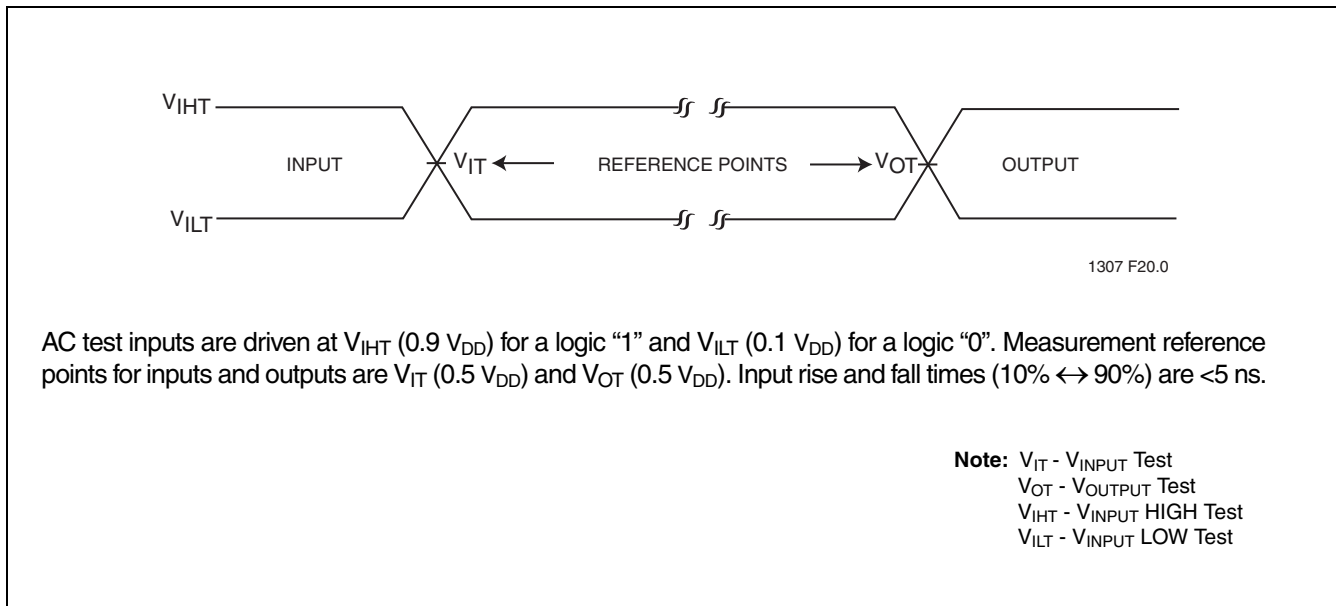 VIHT
INPUT VIT REFERENCE POINTS VOT OUTPUT
VILT
1307 F20.0
AC test inputs are driven at VIHT (0.9 VDD) for a logic “1” and VILT (0.1 VDD) for a logic “0”. Measurement reference
points for inputs and outputs are VIT (0.5 VDD) and VOT (0.5 VDD). Input rise and fall times (10% ↔ 90%) are <5 ns.
Note: VIT - VINPUT Test
VOT - VOUTPUT Test
VIHT - VINPUT HIGH Test
VILT - VINPUT LOW Test